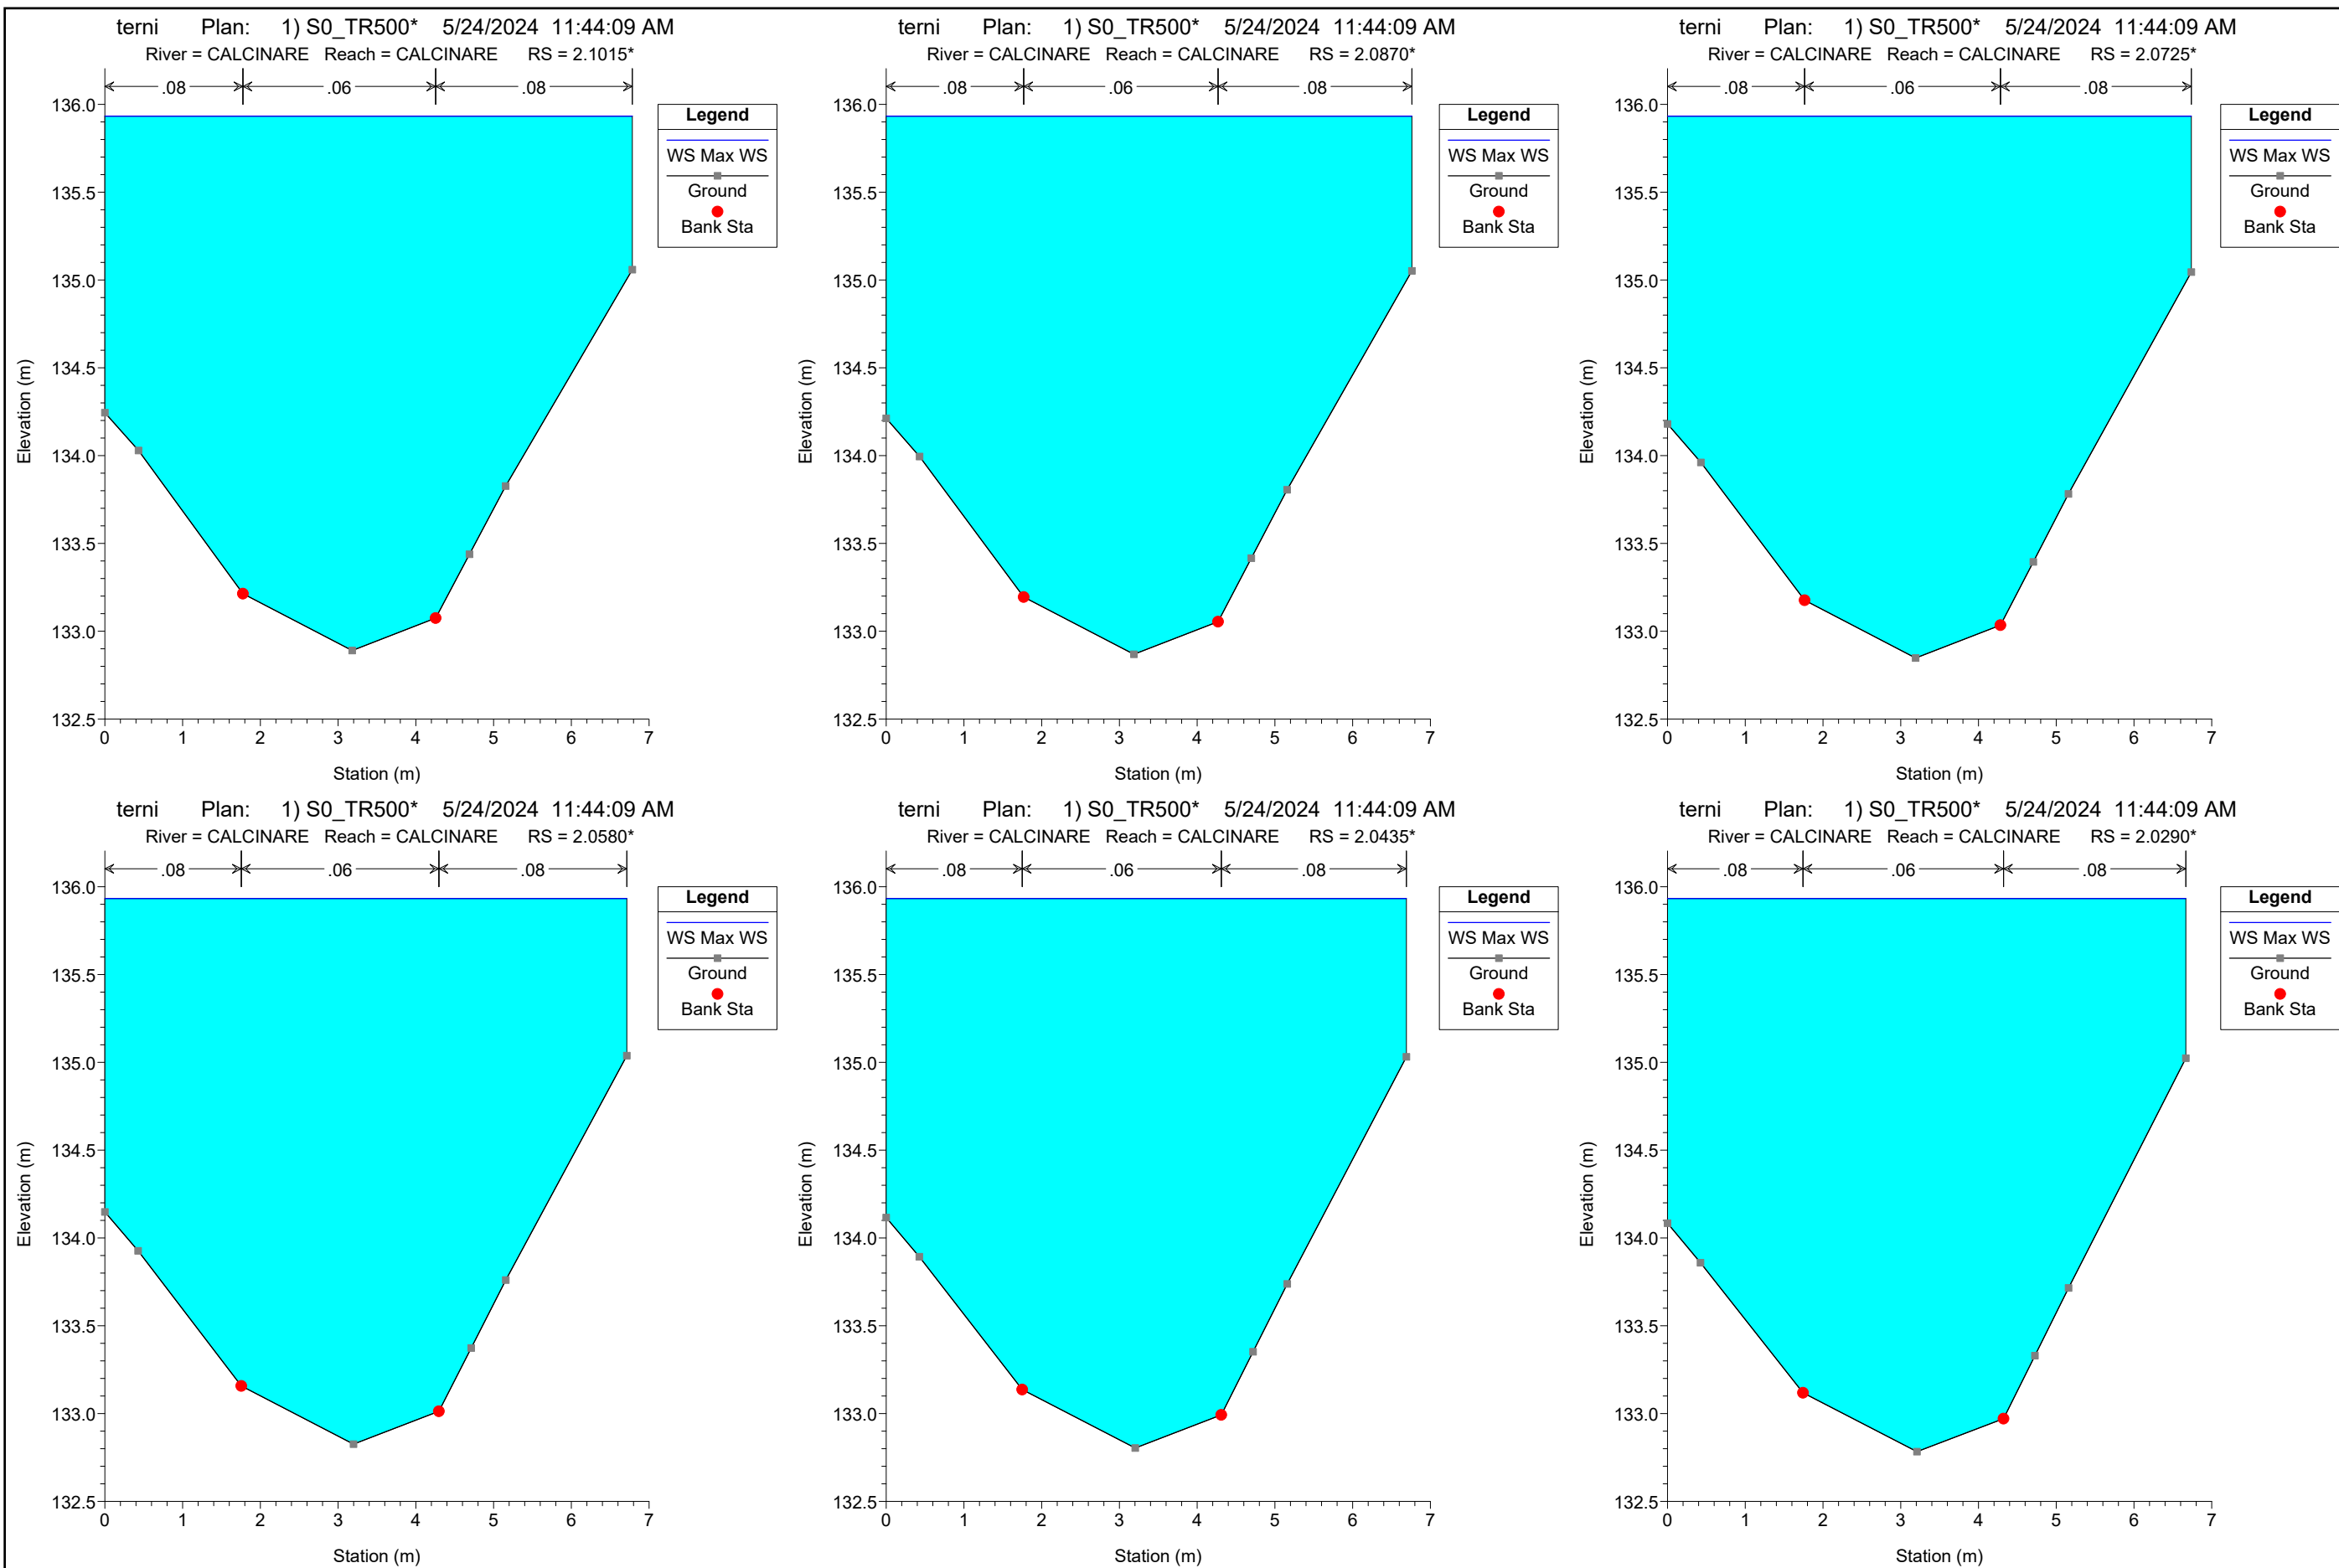 terni Plan: 1) S0_TR500* 5/24/2024 11:44:09 AM
River = CALCINARE Reach = CALCINARE RS = 2.1015*
.08 .06 .08
136.0
135.5
135.0
134.5
134.0
133.5
133.0
132.5
Elevation (m)
0 1 2 3 4 5 6 7
Station (m)
Legend
WS Max WS
Ground
Bank Sta
terni Plan: 1) S0_TR500* 5/24/2024 11:44:09 AM
River = CALCINARE Reach = CALCINARE RS = 2.0870*
.08 .06 .08
136.0
135.5
135.0
134.5
134.0
133.5
133.0
132.5
Elevation (m)
0 1 2 3 4 5 6 7
Station (m)
Legend
WS Max WS
Ground
Bank Sta
terni Plan: 1) S0_TR500* 5/24/2024 11:44:09 AM
River = CALCINARE Reach = CALCINARE RS = 2.0725*
.08 .06 .08
136.0
135.5
135.0
134.5
134.0
133.5
133.0
132.5
Elevation (m)
0 1 2 3 4 5 6 7
Station (m)
Legend
WS Max WS
Ground
Bank Sta
terni Plan: 1) S0_TR500* 5/24/2024 11:44:09 AM
River = CALCINARE Reach = CALCINARE RS = 2.0580*
.08 .06 .08
136.0
135.5
135.0
134.5
134.0
133.5
133.0
132.5
Elevation (m)
0 1 2 3 4 5 6 7
Station (m)
Legend
WS Max WS
Ground
Bank Sta
terni Plan: 1) S0_TR500* 5/24/2024 11:44:09 AM
River = CALCINARE Reach = CALCINARE RS = 2.0435*
.08 .06 .08
136.0
135.5
135.0
134.5
134.0
133.5
133.0
132.5
Elevation (m)
0 1 2 3 4 5 6 7
Station (m)
Legend
WS Max WS
Ground
Bank Sta
terni Plan: 1) S0_TR500* 5/24/2024 11:44:09 AM
River = CALCINARE Reach = CALCINARE RS = 2.0290*
.08 .06 .08
136.0
135.5
135.0
134.5
134.0
133.5
133.0
132.5
Elevation (m)
0 1 2 3 4 5 6 7
Station (m)
Legend
WS Max WS
Ground
Bank Sta